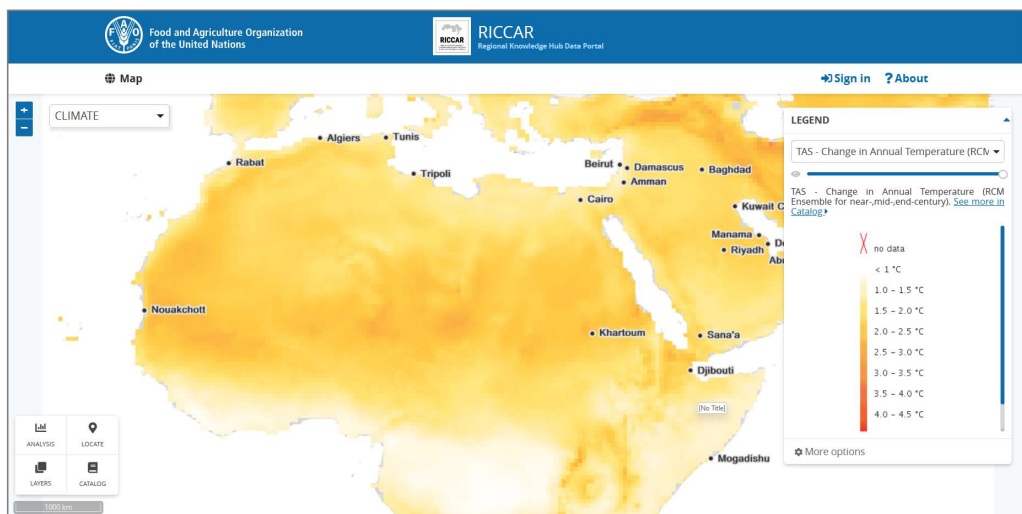 Food and Agriculture Organization
of the United Nations
FAO
FIAT PANIS
RICCAR
RICCAR
Regional Knowledge Hub Data Portal
Map
Sign in
? About
+
−
CLIMATE
Algiers
Tunis
Rabat
Tripoli
Beirut
Damascus
Baghdad
Amman
Cairo
Kuwait C
Manama
Riyadh
Nouakchott
Khartoum
Sana'a
Djibouti
[No Title]
Mogadishu
LEGEND
TAS - Change in Annual Temperature (RCM
TAS - Change in Annual Temperature (RCM
Ensemble for near-,mid-,end-century). See more in
Catalog
no data
< 1 °C
1.0 – 1.5 °C
1.5 – 2.0 °C
2.0 – 2.5 °C
2.5 – 3.0 °C
3.0 – 3.5 °C
3.5 – 4.0 °C
4.0 – 4.5 °C
More options
ANALYSIS
LOCATE
LAYERS
CATALOG
1000 km